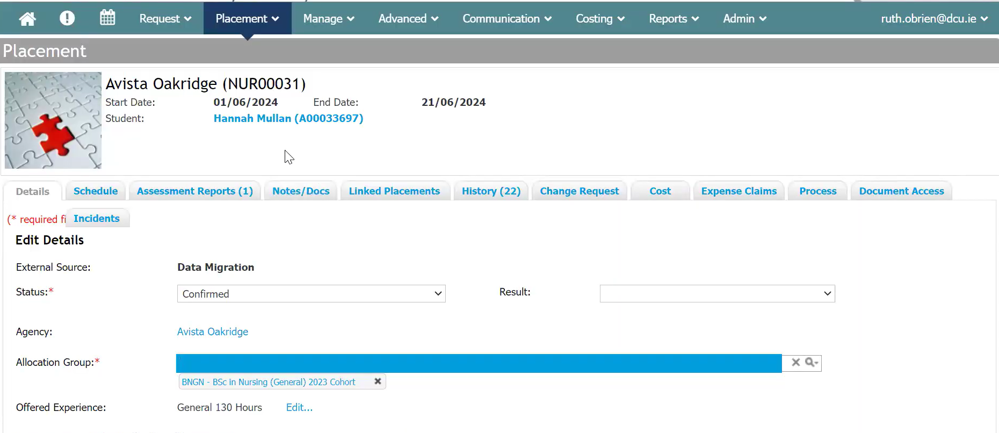 Request Placement Manage Advanced Communication Costing Reports Admin ruth.obrien@dcu.ie
Placement
Avista Oakridge (NUR00031)
Start Date: 01/06/2024 End Date: 21/06/2024
Student: Hannah Mullan (A00033697)
Details Schedule Assessment Reports (1) Notes/Docs Linked Placements History (22) Change Request Cost Expense Claims Process Document Access
(* required fi Incidents
Edit Details
External Source: Data Migration
Status:* Confirmed Result:
Agency: Avista Oakridge
Allocation Group:*
BNGN - BSc in Nursing (General) 2023 Cohort
Offered Experience: General 130 Hours Edit...